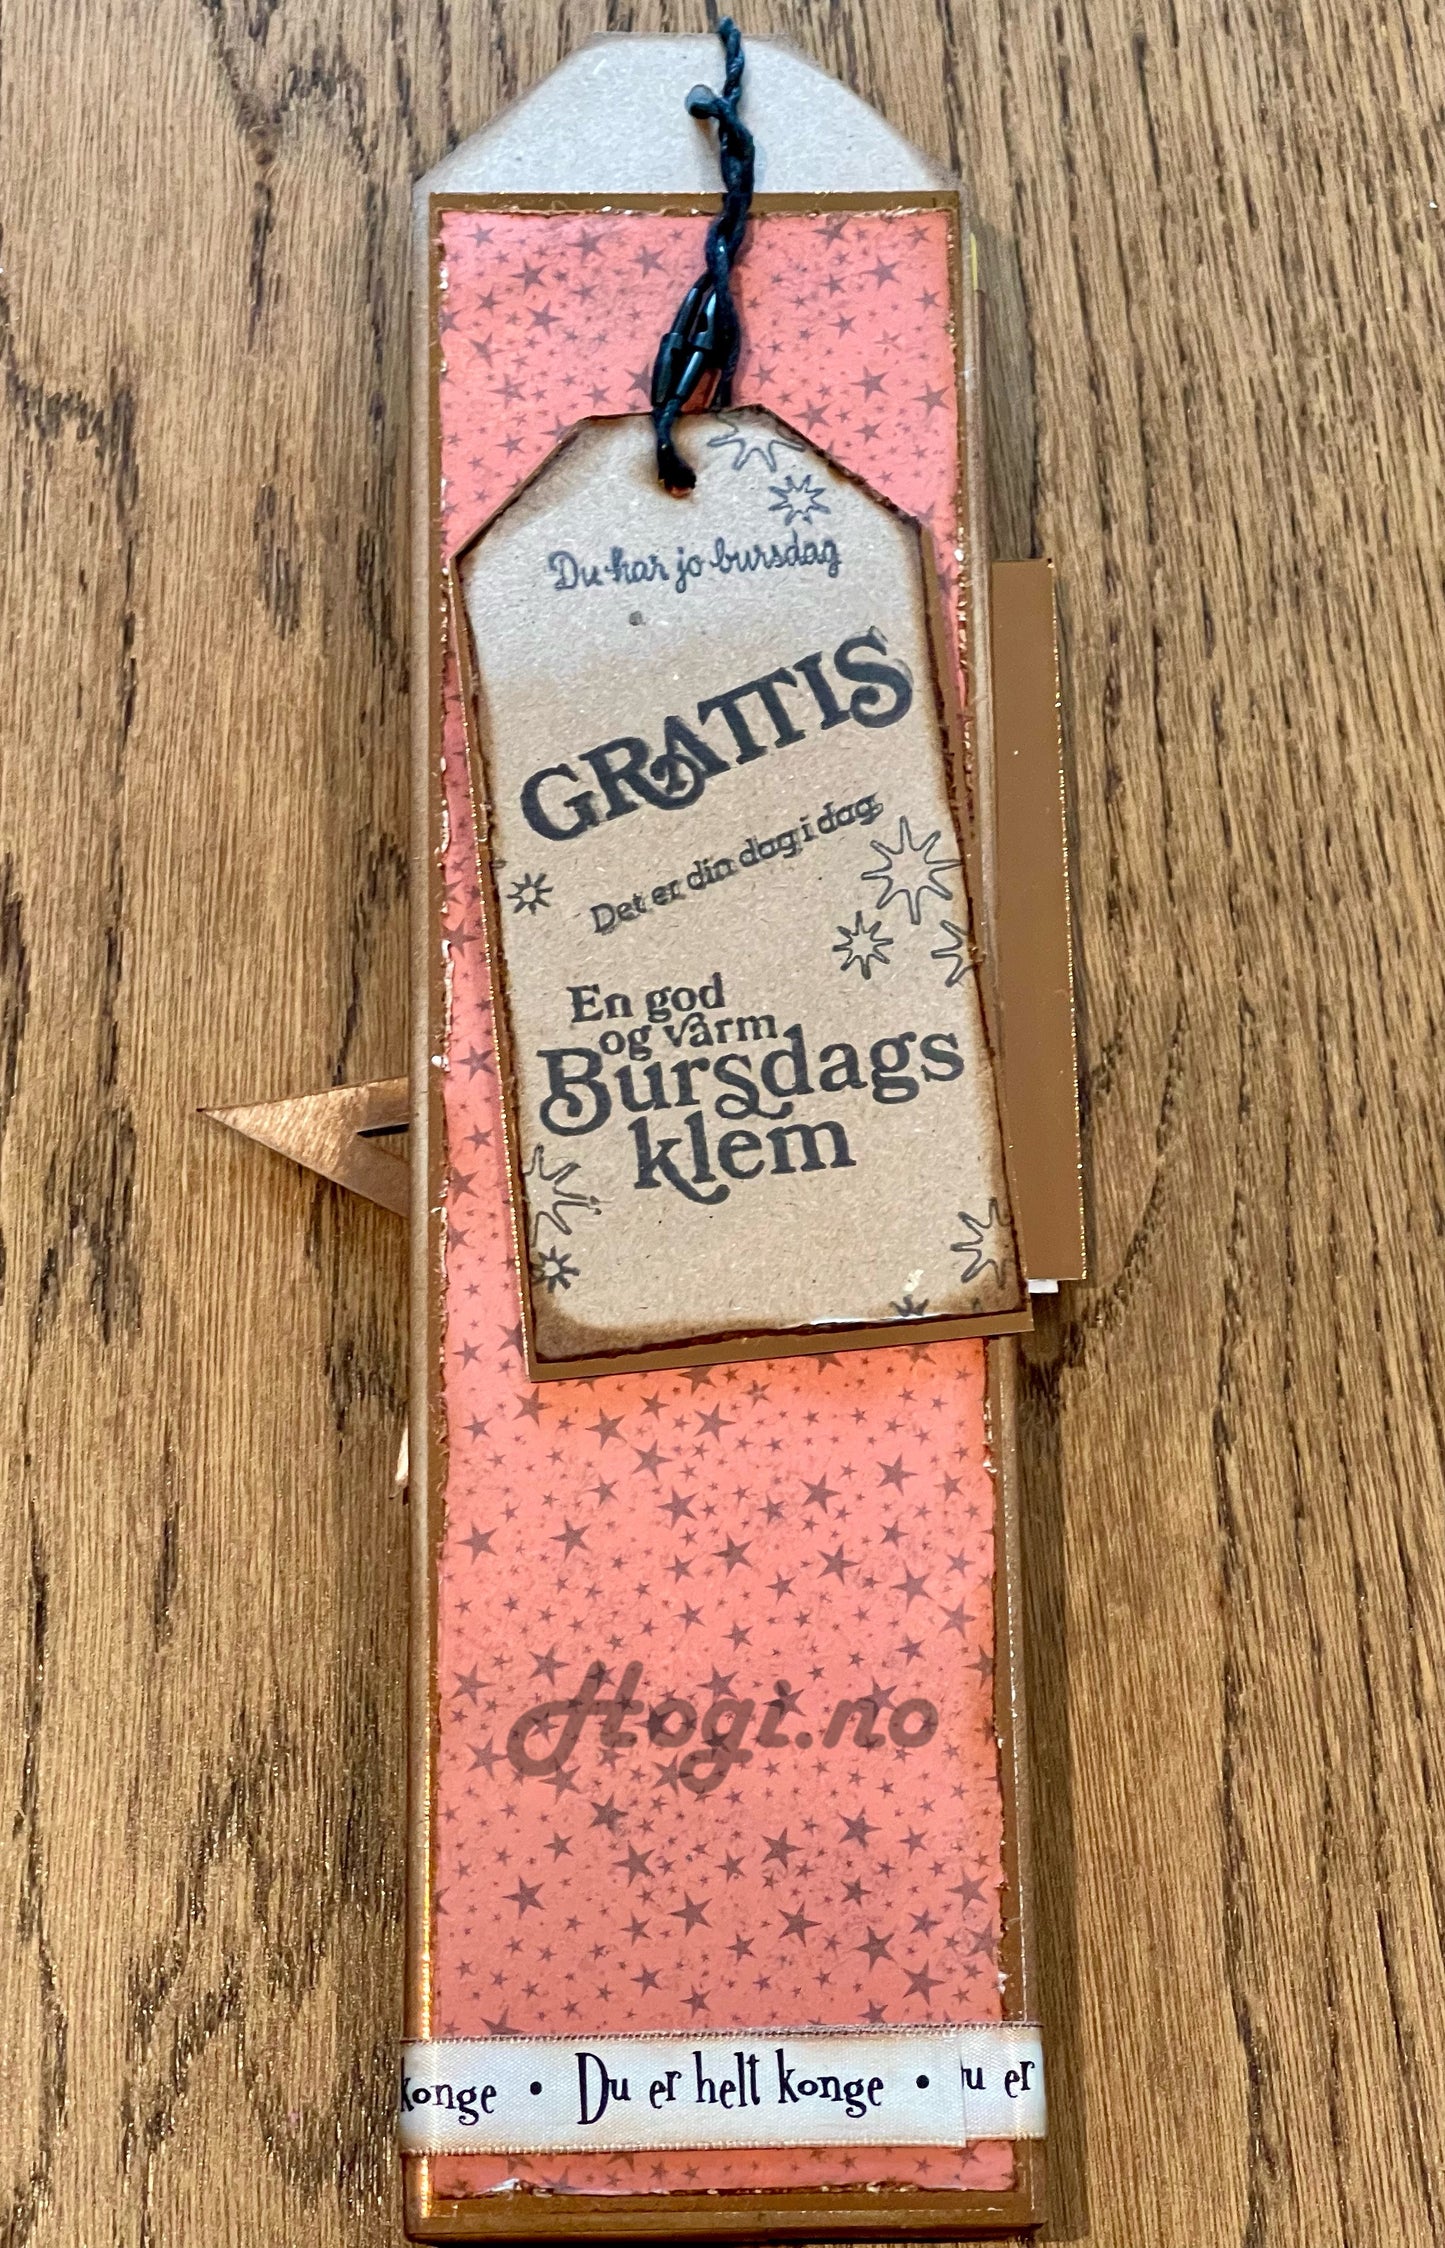 Du har jo bursdag
GRATTIS
Det er din dag i dag
En god
og varm
Bursdags
klem
Hogi.no
konge • Du er helt konge • u er